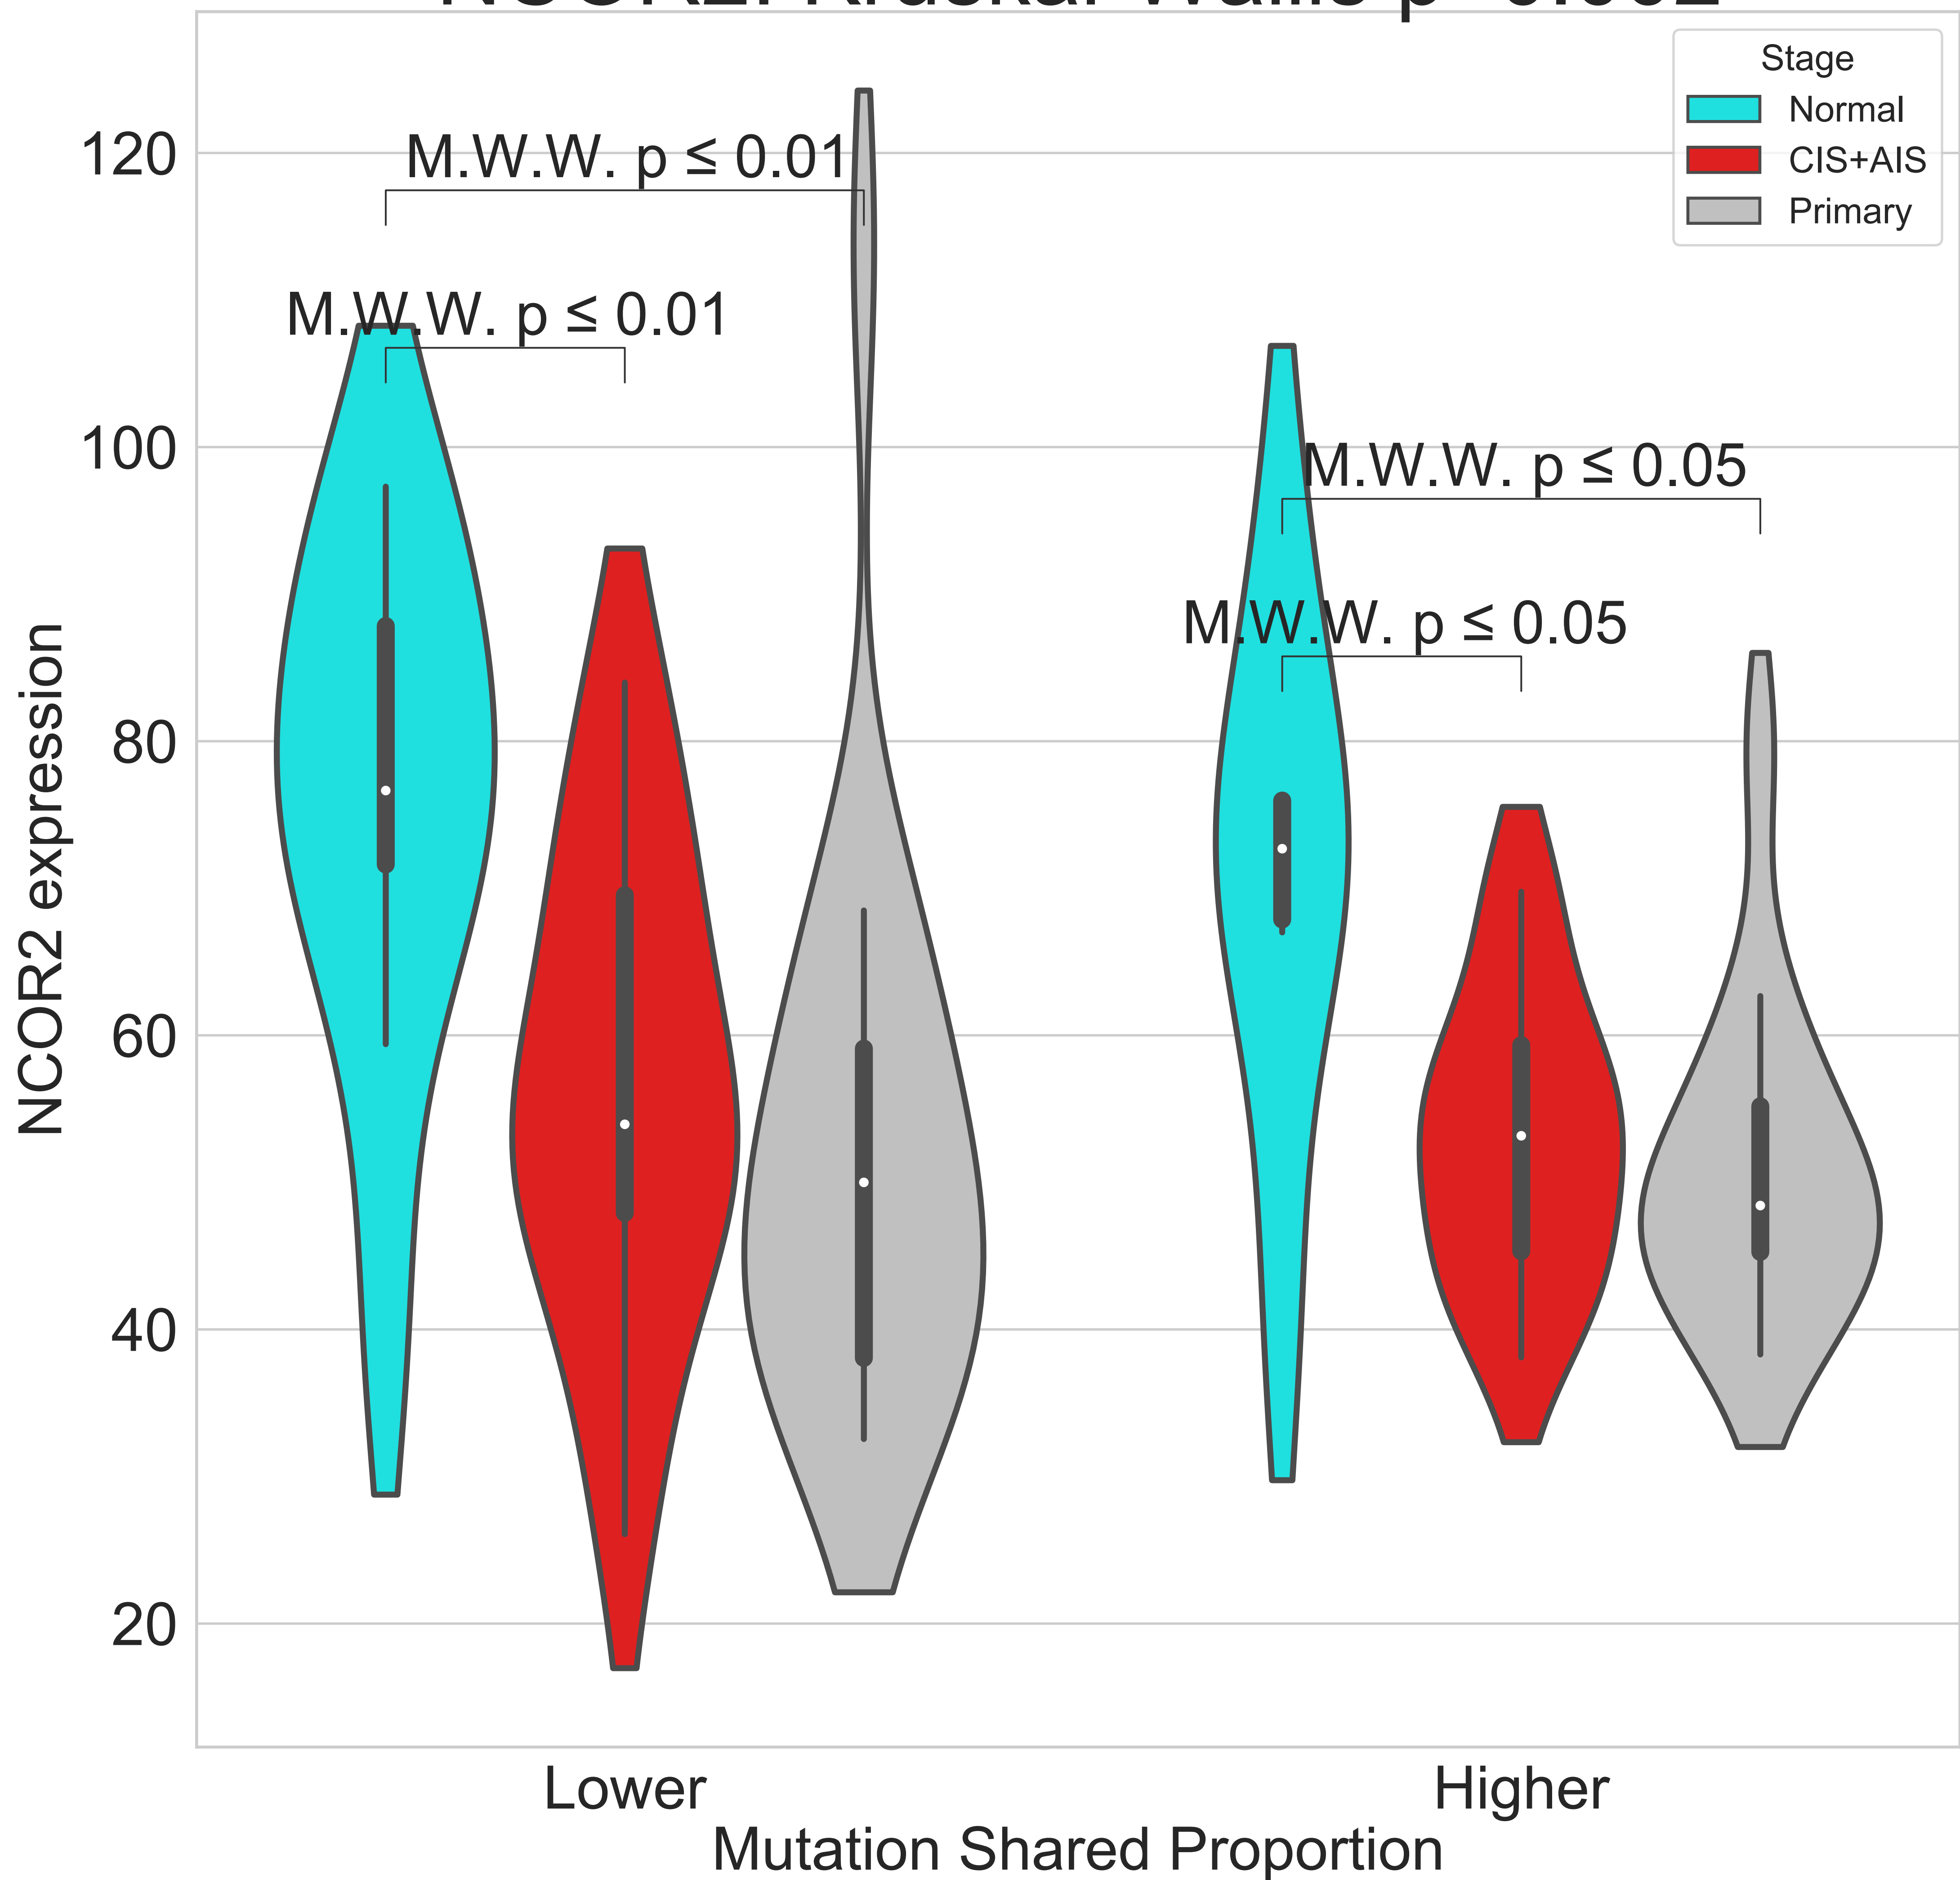 Stage
Normal
CIS+AIS
Primary
120
100
80
60
40
20
NCOR2 expression
M.W.W. p ≤ 0.01
M.W.W. p ≤ 0.01
M.W.W. p ≤ 0.05
M.W.W. p ≤ 0.05
Lower
Higher
Mutation Shared Proportion